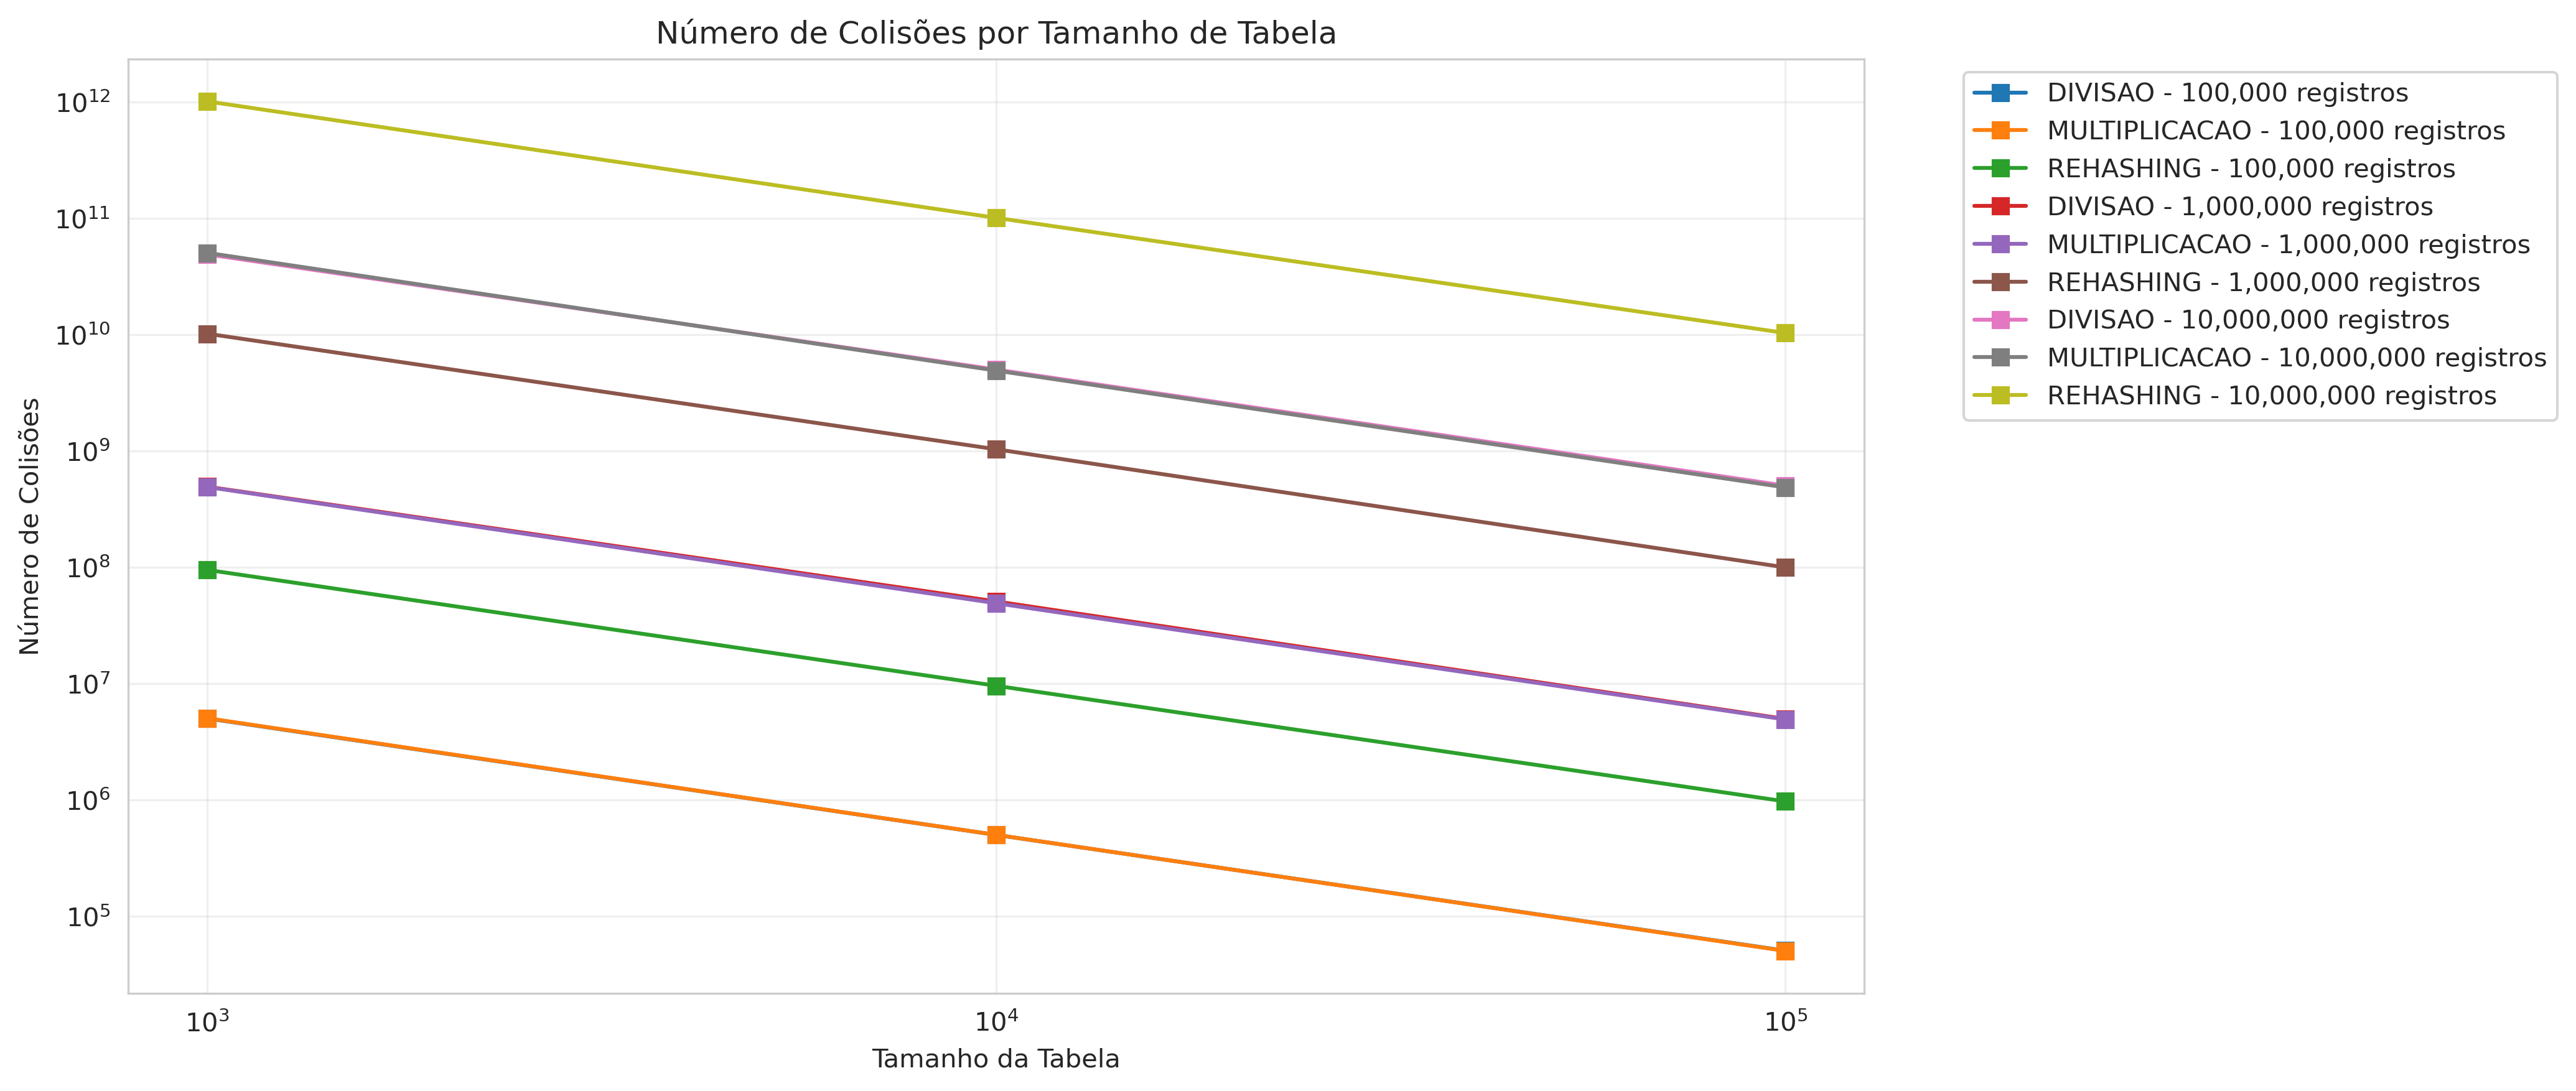 Número de Colisões por Tamanho de Tabela
Número de Colisões
10¹²
10¹¹
10¹⁰
10⁹
10⁸
10⁷
10⁶
10⁵
10³
10⁴
10⁵
Tamanho da Tabela
DIVISAO - 100,000 registros
MULTIPLICACAO - 100,000 registros
REHASHING - 100,000 registros
DIVISAO - 1,000,000 registros
MULTIPLICACAO - 1,000,000 registros
REHASHING - 1,000,000 registros
DIVISAO - 10,000,000 registros
MULTIPLICACAO - 10,000,000 registros
REHASHING - 10,000,000 registros